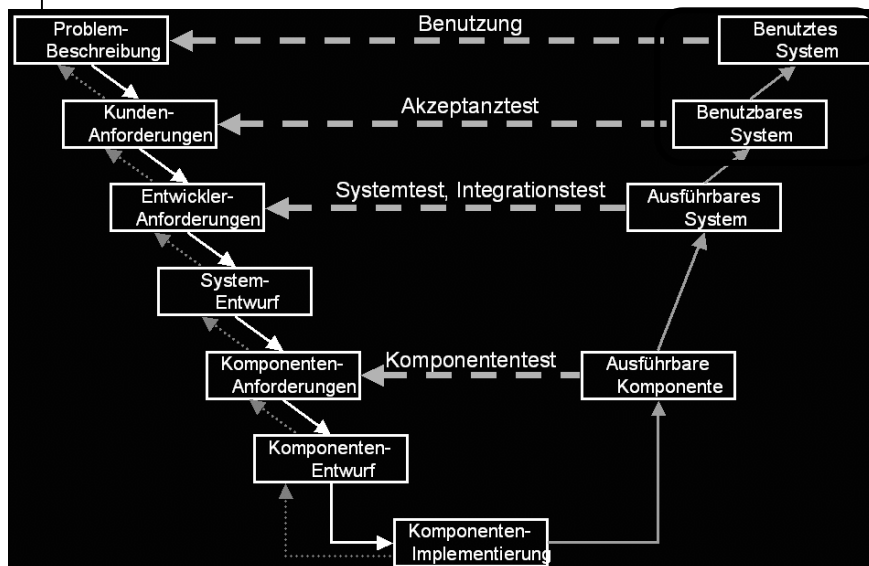 Problem-
Beschreibung
Benutzung
Benutztes
System
Kunden-
Anforderungen
Akzeptanztest
Benutzbares
System
Entwickler-
Anforderungen
Systemtest, Integrationstest
Ausführbares
System
System-
Entwurf
Komponenten-
Anforderungen
Komponententest
Ausführbare
Komponente
Komponenten-
Entwurf
Komponenten-
Implementierung